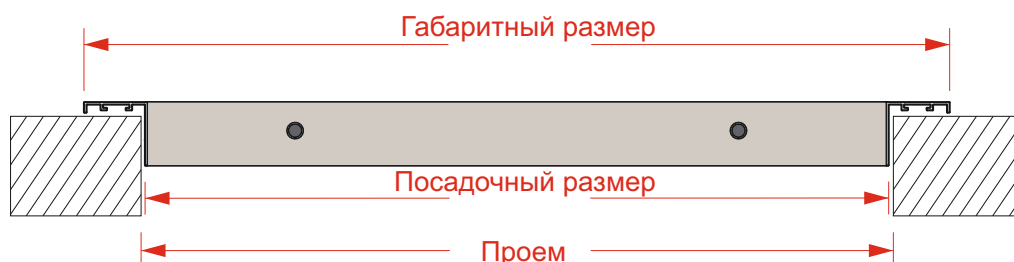 Габаритный размер
Посадочный размер
Проем